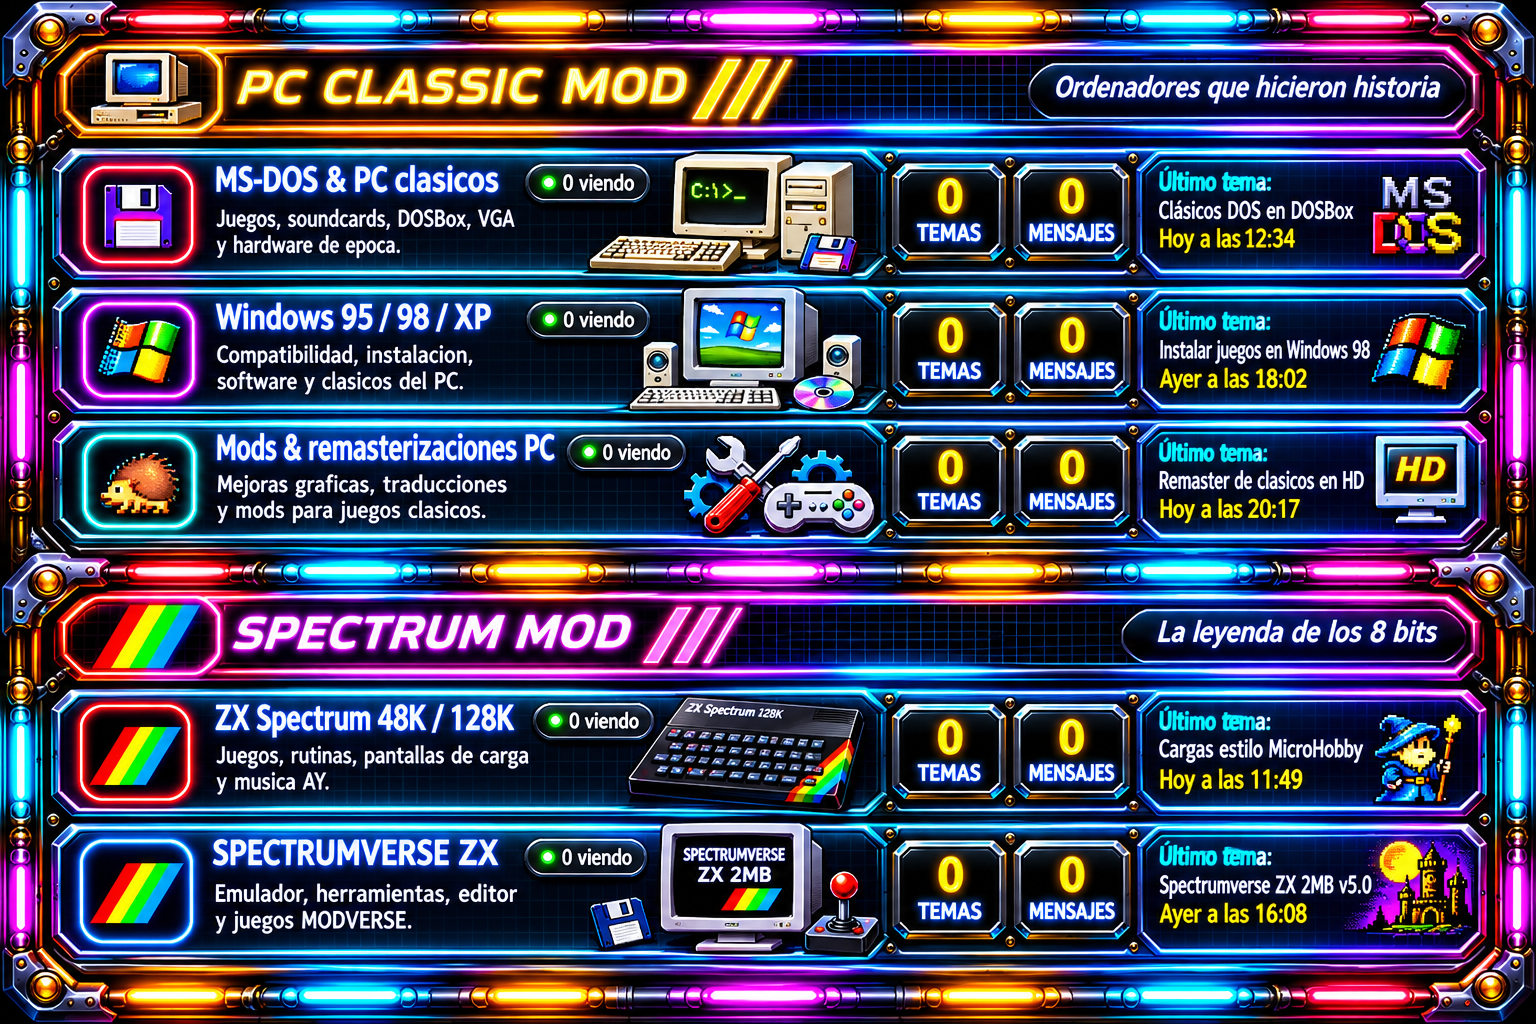 PC CLASSIC MOD
Ordenadores que hicieron historia
MS-DOS & PC clasicos
0 viendo
Juegos, soundcards, DOSBox, VGA
y hardware de epoca.
C:\>_
0
TEMAS
0
MENSAJES
Último tema:
Clásicos DOS en DOSBox
Hoy a las 12:34
MS
DOS
Windows 95 / 98 / XP
0 viendo
Compatibilidad, instalacion,
software y clasicos del PC.
0
TEMAS
0
MENSAJES
Último tema:
Instalar juegos en Windows 98
Ayer a las 18:02
Mods & remasterizaciones PC
0 viendo
Mejoras graficas, traducciones
y mods para juegos clasicos.
0
TEMAS
0
MENSAJES
Último tema:
Remaster de clasicos en HD
Hoy a las 20:17
HD
SPECTRUM MOD
La leyenda de los 8 bits
ZX Spectrum 48K / 128K
0 viendo
Juegos, rutinas, pantallas de carga
y musica AY.
ZX Spectrum 128K
0
TEMAS
0
MENSAJES
Último tema:
Cargas estilo MicroHobby
Hoy a las 11:49
SPECTRUMVERSE ZX
0 viendo
Emulador, herramientas, editor
y juegos MODVERSE.
SPECTRUMVERSE
ZX 2MB
0
TEMAS
0
MENSAJES
Último tema:
Spectrumverse ZX 2MB v5.0
Ayer a las 16:08